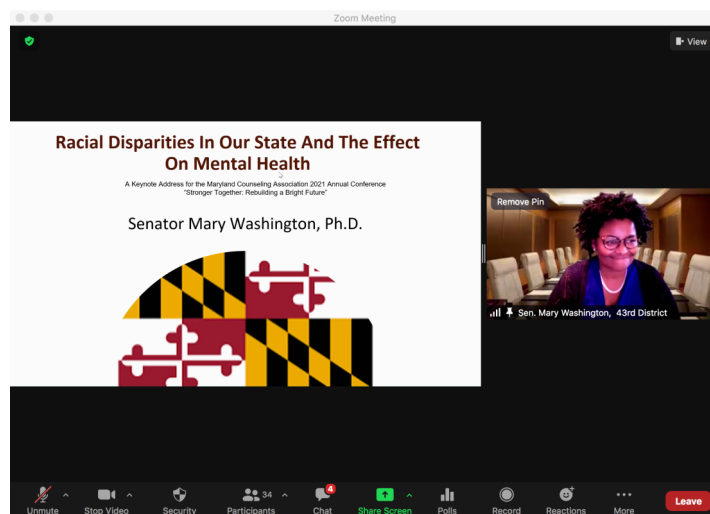 Zoom Meeting
View
Racial Disparities In Our State And The Effect
On Mental Health
A Keynote Address for the Maryland Counseling Association 2021 Annual Conference
"Stronger Together: Rebuilding a Bright Future"
Senator Mary Washington, Ph.D.
Remove Pin
Sen. Mary Washington, 43rd District
34
4
Unmute
Stop Video
Security
Participants
Chat
Share Screen
Polls
Record
Reactions
More
Leave